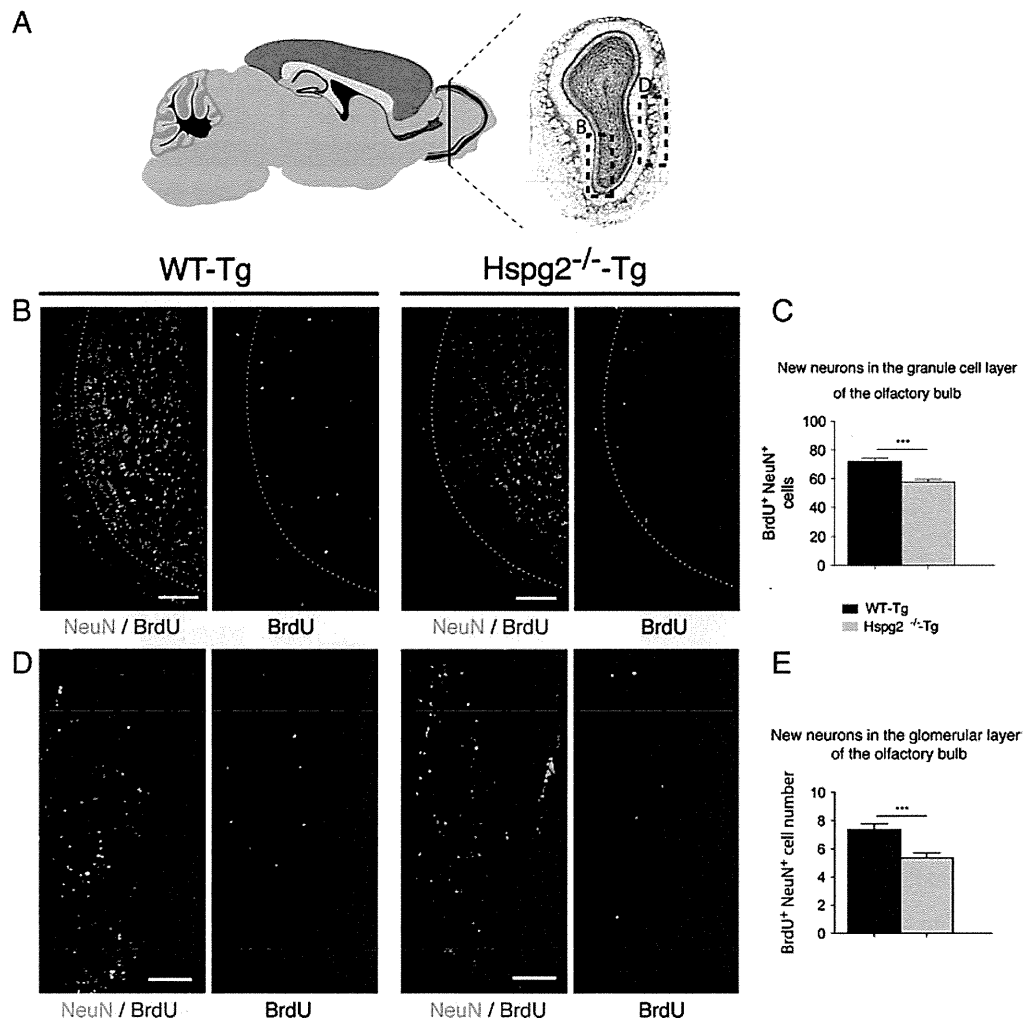 A
B
D
WT-Tg
Hspg2-/--Tg
B
NeuN / BrdU
BrdU
NeuN / BrdU
BrdU
C
New neurons in the granule cell layer
of the olfactory bulb
BrdU+ NeuN+
cells
100
80
60
40
20
0
***
WT-Tg
Hspg2 -/--Tg
D
NeuN / BrdU
BrdU
NeuN / BrdU
BrdU
E
New neurons in the glomerular layer
of the olfactory bulb
BrdU+ NeuN+ cell number
10
8
6
4
2
0
***